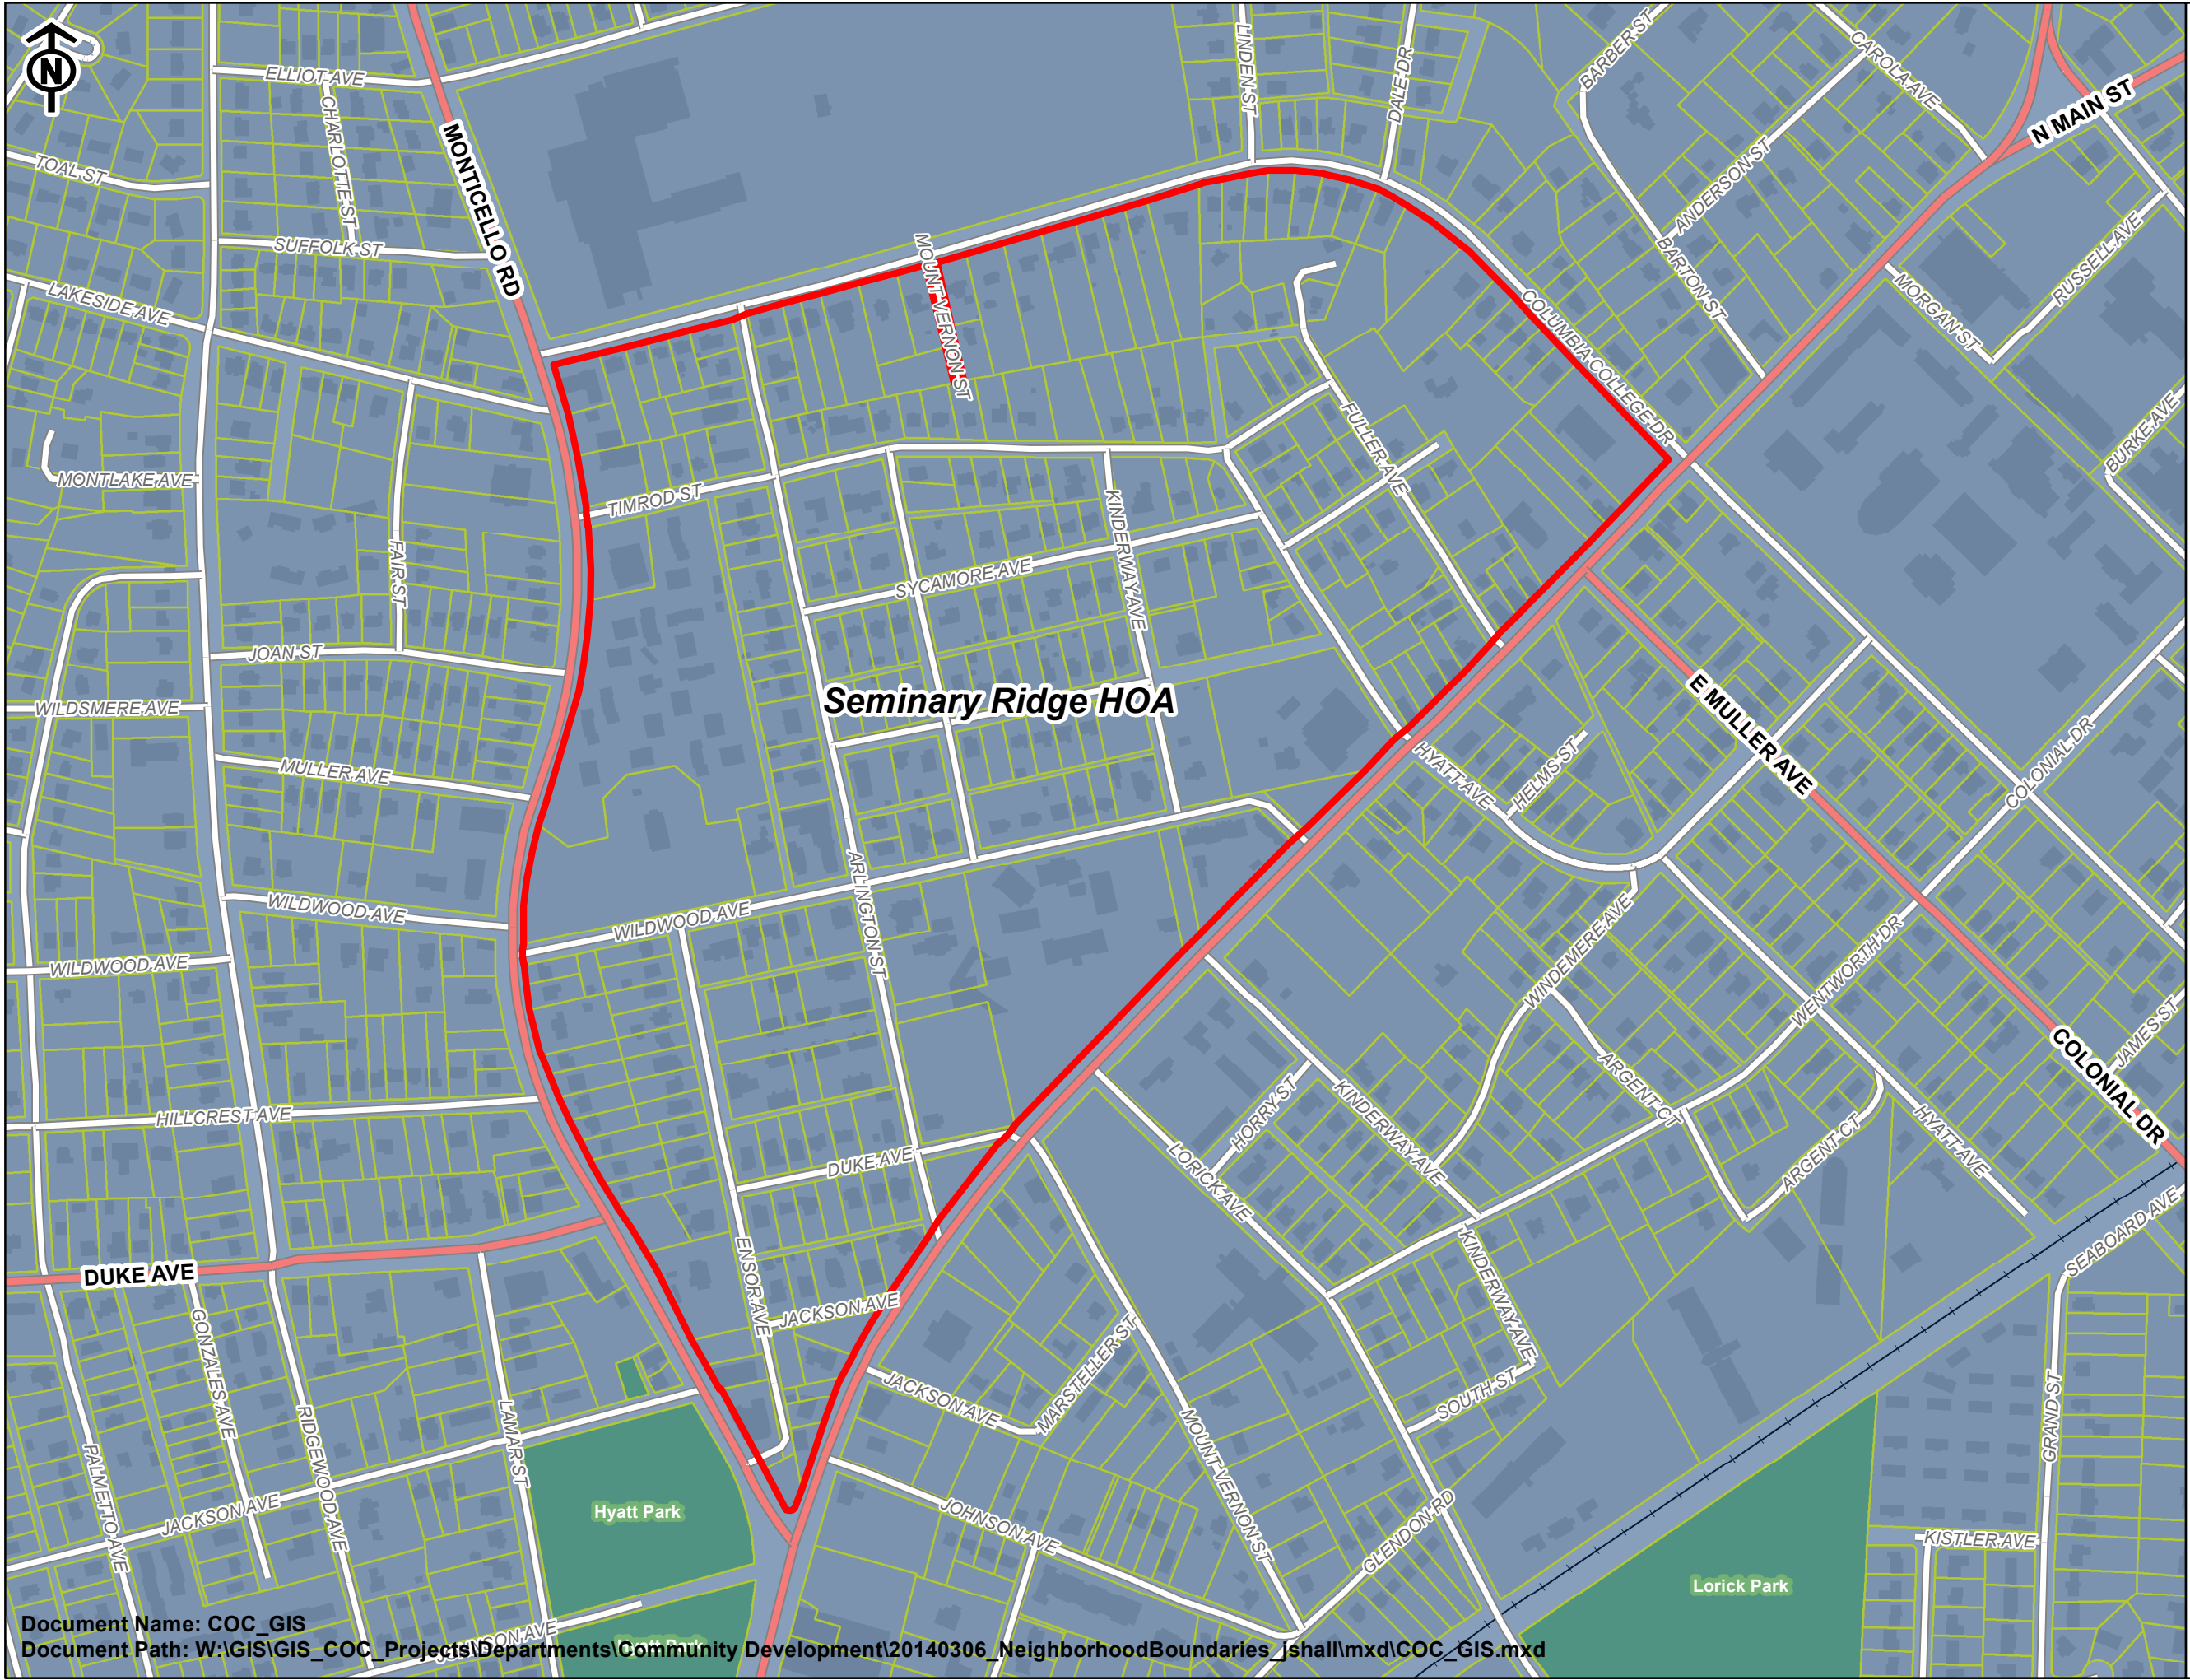 N
ELLIOT AVE
CHARLOTTE ST
TOAL ST
SUFFOLK ST
LAKESIDE AVE
MONTICELLO RD
LINDEN ST
DALE DR
BARBER ST
CAROLA AVE
N MAIN ST
ANDERSON ST
BARTON ST
MORGAN ST
RUSSELL AVE
BURKE AVE
MOUNT VERNON ST
COLUMBIA COLLEGE DR
MONTLAKE AVE
FAIR ST
TIMROD ST
KINDERWAY AVE
FULLER AVE
SYCAMORE AVE
JOAN ST
WILDSMERE AVE
Seminary Ridge HOA
E MULLER AVE
MULLER AVE
HYATT AVE
HELMS ST
COLONIAL DR
ARLINGTON ST
WILDWOOD AVE
WILDWOOD AVE
WILDWOOD AVE
WINDEMERE AVE
WENTWORTH DR
COLONIAL DR
JAMES ST
HILLCREST AVE
HORRY ST
KINDERWAY AVE
ARGENT CT
ARGENT CT
HYATT AVE
DUKE AVE
LORICK AVE
DUKE AVE
ENSOR AVE
JACKSON AVE
KINDERWAY AVE
SEABOARD AVE
GONZALES AVE
LAMAR ST
RIDGEWOOD AVE
PALMETTO AVE
JACKSON AVE
JACKSON AVE
MARSTELLER ST
SOUTH ST
MOUNT VERNON ST
GRAND ST
Hyatt Park
JOHNSON AVE
GLENDON RD
KISTLER AVE
Lorick Park
Document Name: COC_GIS
Document Path: W:\GIS\GIS_COC_Projects\Departments\Community Development\20140306_NeighborhoodBoundaries_jshall\mxd\COC_GIS.mxd
Hyatt Park